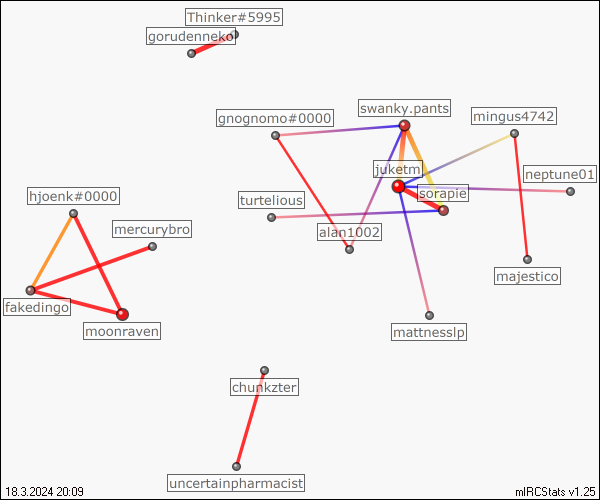 Thinker#5995
gorudenneko
swanky.pants
gnognomo#0000
mingus4742
juketm
neptune01
sorapie
hjoenk#0000
turtelious
mercurybro
alan1002
majestico
fakedingo
moonraven
mattnesslp
chunkzter
uncertainpharmacist
18.3.2024 20:09
mIRCStats v1.25